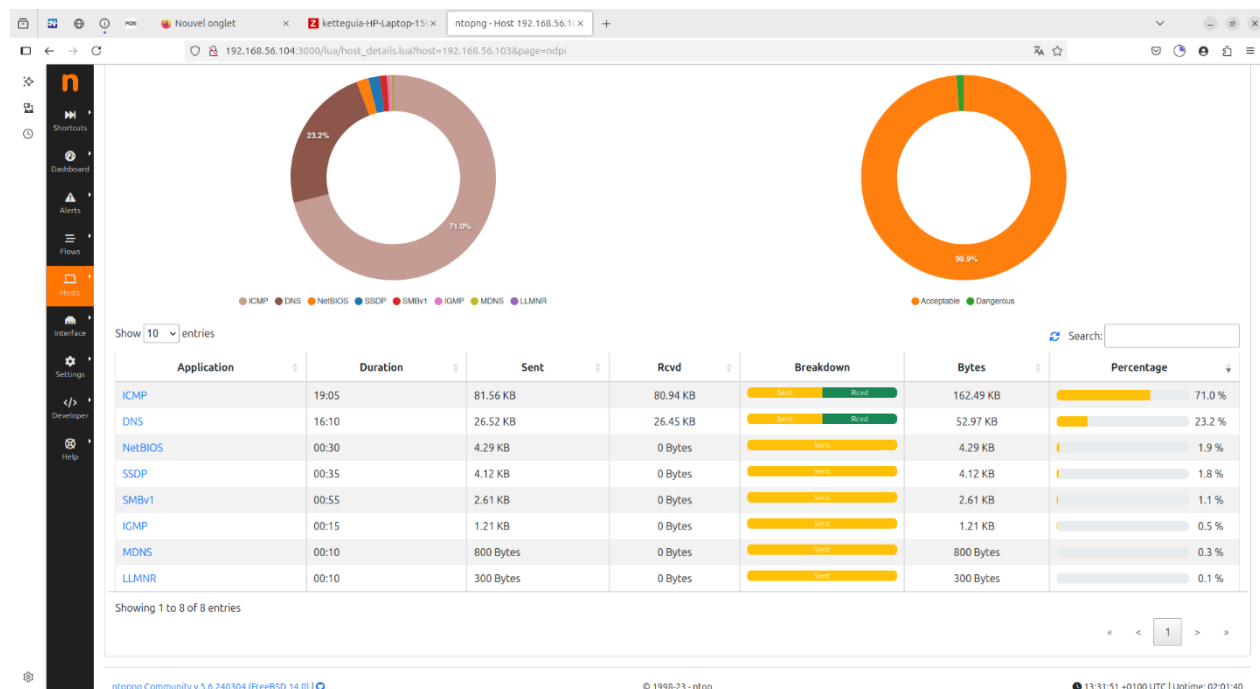 Nouvel onglet
ketteguia-HP-Laptop-15
ntopng - Host 192.168.56.1
192.168.56.104:3000/lua/host_details.lua?host=192.168.56.103&page=ndpi
n
Shortcuts
Dashboard
Alerts
Flows
Hosts
Interface
Settings
Developer
Help
23.2%
71.0%
98.9%
ICMP DNS NetBIOS SSDP SMBv1 IGMP MDNS LLMNR
Acceptable Dangerous
Show 10 entries
Search:
Application Duration Sent Rcvd Breakdown Bytes Percentage
ICMP 19:05 81.56 KB 80.94 KB Sent Rcvd 162.49 KB 71.0 %
DNS 16:10 26.52 KB 26.45 KB Sent Rcvd 52.97 KB 23.2 %
NetBIOS 00:30 4.29 KB 0 Bytes Sent 4.29 KB 1.9 %
SSDP 00:35 4.12 KB 0 Bytes Sent 4.12 KB 1.8 %
SMBv1 00:55 2.61 KB 0 Bytes Sent 2.61 KB 1.1 %
IGMP 00:15 1.21 KB 0 Bytes Sent 1.21 KB 0.5 %
MDNS 00:10 800 Bytes 0 Bytes Sent 800 Bytes 0.3 %
LLMNR 00:10 300 Bytes 0 Bytes Sent 300 Bytes 0.1 %
Showing 1 to 8 of 8 entries
« < 1 > »
ntopng Community v.5.6.240304 (FreeBSD 14.0) |
© 1998-23 - ntop
13:31:51 +0100 UTC | Uptime: 02:01:40